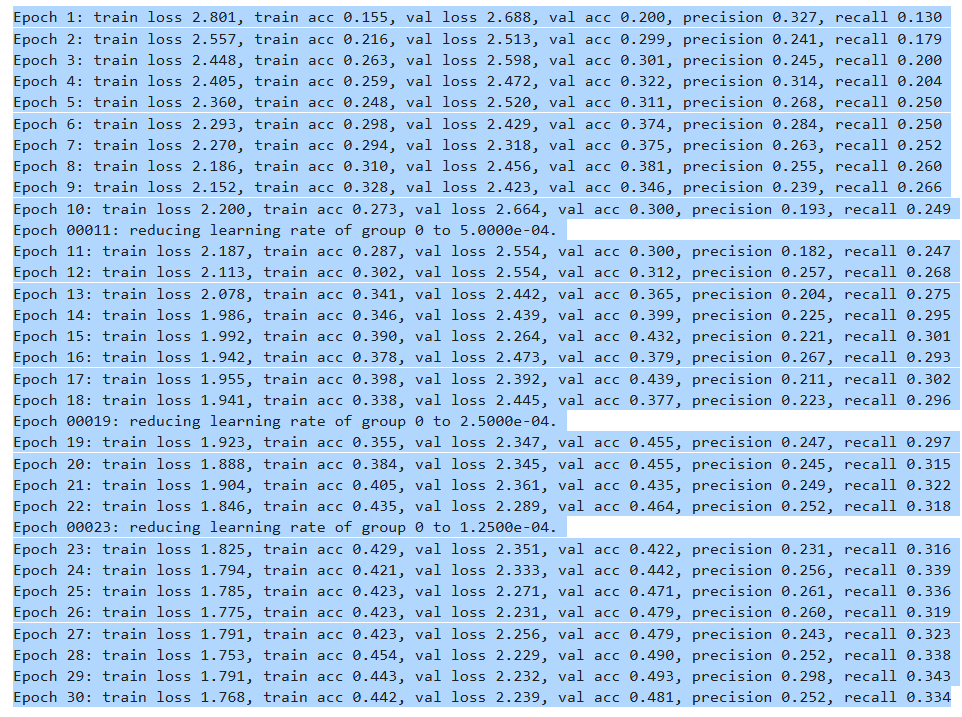 Epoch 1: train loss 2.801, train acc 0.155, val loss 2.688, val acc 0.200, precision 0.327, recall 0.130
Epoch 2: train loss 2.557, train acc 0.216, val loss 2.513, val acc 0.299, precision 0.241, recall 0.179
Epoch 3: train loss 2.448, train acc 0.263, val loss 2.598, val acc 0.301, precision 0.245, recall 0.200
Epoch 4: train loss 2.405, train acc 0.259, val loss 2.472, val acc 0.322, precision 0.314, recall 0.204
Epoch 5: train loss 2.360, train acc 0.248, val loss 2.520, val acc 0.311, precision 0.268, recall 0.250
Epoch 6: train loss 2.293, train acc 0.298, val loss 2.429, val acc 0.374, precision 0.284, recall 0.250
Epoch 7: train loss 2.270, train acc 0.294, val loss 2.318, val acc 0.375, precision 0.263, recall 0.252
Epoch 8: train loss 2.186, train acc 0.310, val loss 2.456, val acc 0.381, precision 0.255, recall 0.260
Epoch 9: train loss 2.152, train acc 0.328, val loss 2.423, val acc 0.346, precision 0.239, recall 0.266
Epoch 10: train loss 2.200, train acc 0.273, val loss 2.664, val acc 0.300, precision 0.193, recall 0.249
Epoch 00011: reducing learning rate of group 0 to 5.0000e-04.
Epoch 11: train loss 2.187, train acc 0.287, val loss 2.554, val acc 0.300, precision 0.182, recall 0.247
Epoch 12: train loss 2.113, train acc 0.302, val loss 2.554, val acc 0.312, precision 0.257, recall 0.268
Epoch 13: train loss 2.078, train acc 0.341, val loss 2.442, val acc 0.365, precision 0.204, recall 0.275
Epoch 14: train loss 1.986, train acc 0.346, val loss 2.439, val acc 0.399, precision 0.225, recall 0.295
Epoch 15: train loss 1.992, train acc 0.390, val loss 2.264, val acc 0.432, precision 0.221, recall 0.301
Epoch 16: train loss 1.942, train acc 0.378, val loss 2.473, val acc 0.379, precision 0.267, recall 0.293
Epoch 17: train loss 1.955, train acc 0.398, val loss 2.392, val acc 0.439, precision 0.211, recall 0.302
Epoch 18: train loss 1.941, train acc 0.338, val loss 2.445, val acc 0.377, precision 0.223, recall 0.296
Epoch 00019: reducing learning rate of group 0 to 2.5000e-04.
Epoch 19: train loss 1.923, train acc 0.355, val loss 2.347, val acc 0.455, precision 0.247, recall 0.297
Epoch 20: train loss 1.888, train acc 0.384, val loss 2.345, val acc 0.455, precision 0.245, recall 0.315
Epoch 21: train loss 1.904, train acc 0.405, val loss 2.361, val acc 0.435, precision 0.249, recall 0.322
Epoch 22: train loss 1.846, train acc 0.435, val loss 2.289, val acc 0.464, precision 0.252, recall 0.318
Epoch 00023: reducing learning rate of group 0 to 1.2500e-04.
Epoch 23: train loss 1.825, train acc 0.429, val loss 2.351, val acc 0.422, precision 0.231, recall 0.316
Epoch 24: train loss 1.794, train acc 0.421, val loss 2.333, val acc 0.442, precision 0.256, recall 0.339
Epoch 25: train loss 1.785, train acc 0.423, val loss 2.271, val acc 0.471, precision 0.261, recall 0.336
Epoch 26: train loss 1.775, train acc 0.423, val loss 2.231, val acc 0.479, precision 0.260, recall 0.319
Epoch 27: train loss 1.791, train acc 0.423, val loss 2.256, val acc 0.479, precision 0.243, recall 0.323
Epoch 28: train loss 1.753, train acc 0.454, val loss 2.229, val acc 0.490, precision 0.252, recall 0.338
Epoch 29: train loss 1.791, train acc 0.443, val loss 2.232, val acc 0.493, precision 0.298, recall 0.343
Epoch 30: train loss 1.768, train acc 0.442, val loss 2.239, val acc 0.481, precision 0.252, recall 0.334